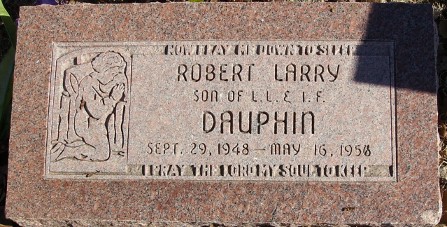 NOW I LAY ME DOWN TO SLEEP
ROBERT LARRY
SON OF L.L. & I.F.
DAUPHIN
SEPT. 29, 1948 — MAY 16, 1956
I PRAY THE LORD MY SOUL TO KEEP